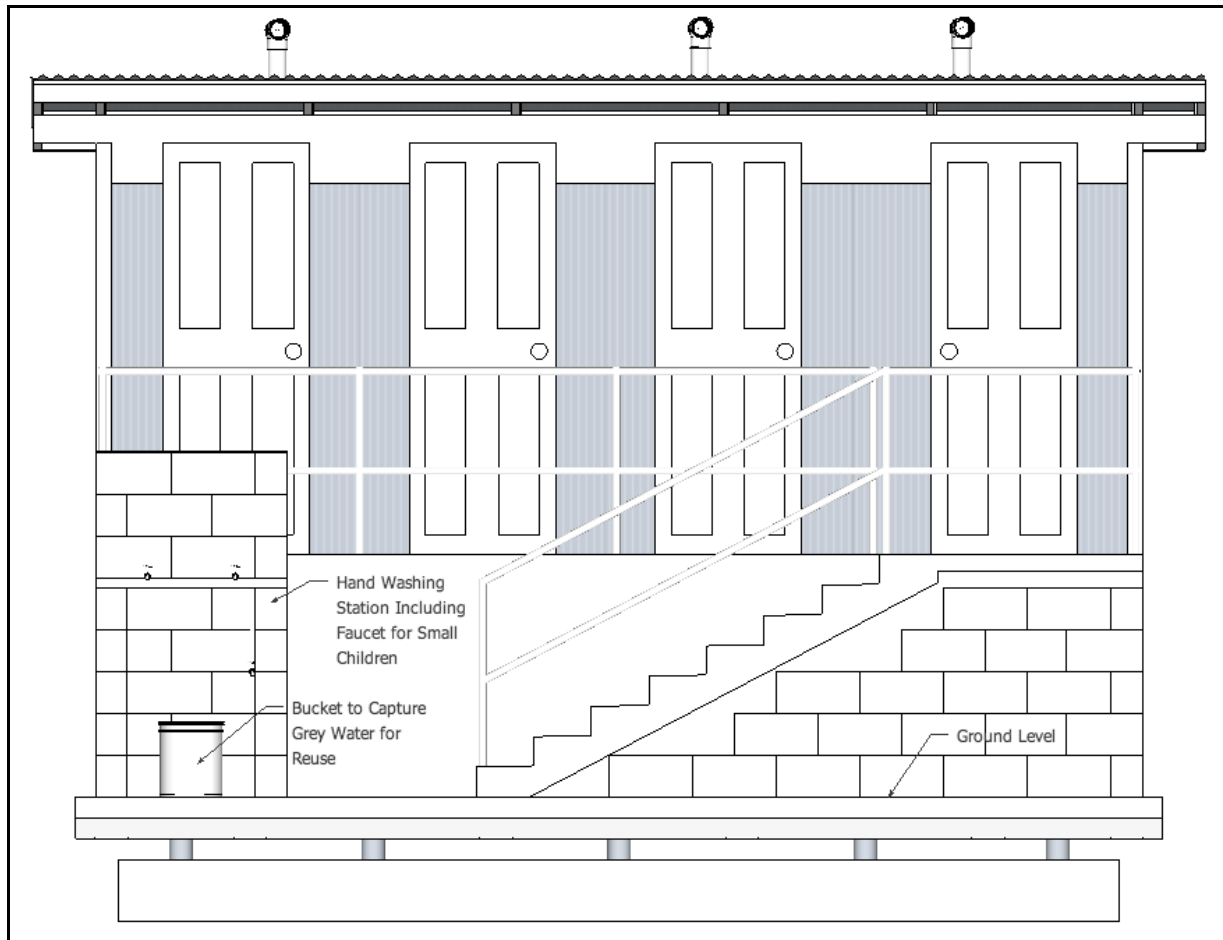 Hand Washing
Station Including
Faucet for Small
Children
Bucket to Capture
Grey Water for
Reuse
Ground Level